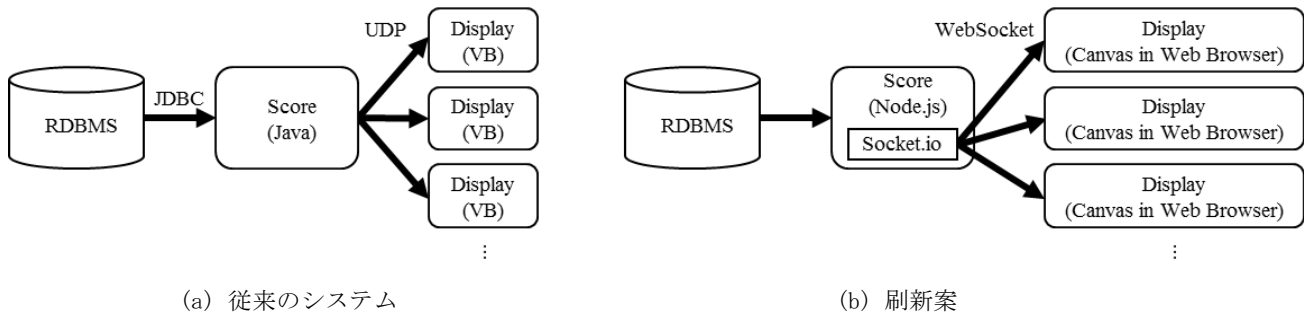 RDBMS
JDBC
Score
(Java)
UDP
Display
(VB)
Display
(VB)
Display
(VB)
⋮
(a) 従来のシステム
RDBMS
Score
(Node.js)
Socket.io
WebSocket
Display
(Canvas in Web Browser)
Display
(Canvas in Web Browser)
Display
(Canvas in Web Browser)
⋮
(b) 刷新案